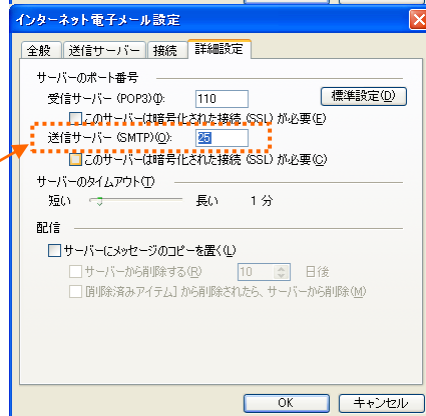 インターネット電子メール設定
全般 送信サーバー 接続 詳細設定
サーバーのポート番号
受信サーバー (POP3)(I): 110 標準設定(D)
このサーバーは暗号化された接続 (SSL) が必要(E)
送信サーバー (SMTP)(O): 25
このサーバーは暗号化された接続 (SSL) が必要(C)
サーバーのタイムアウト(T)
短い 長い 1 分
配信
サーバーにメッセージのコピーを置く(L)
サーバーから削除する(R) 10 日後
[削除済みアイテム] から削除されたら、サーバーから削除(M)
OK キャンセル